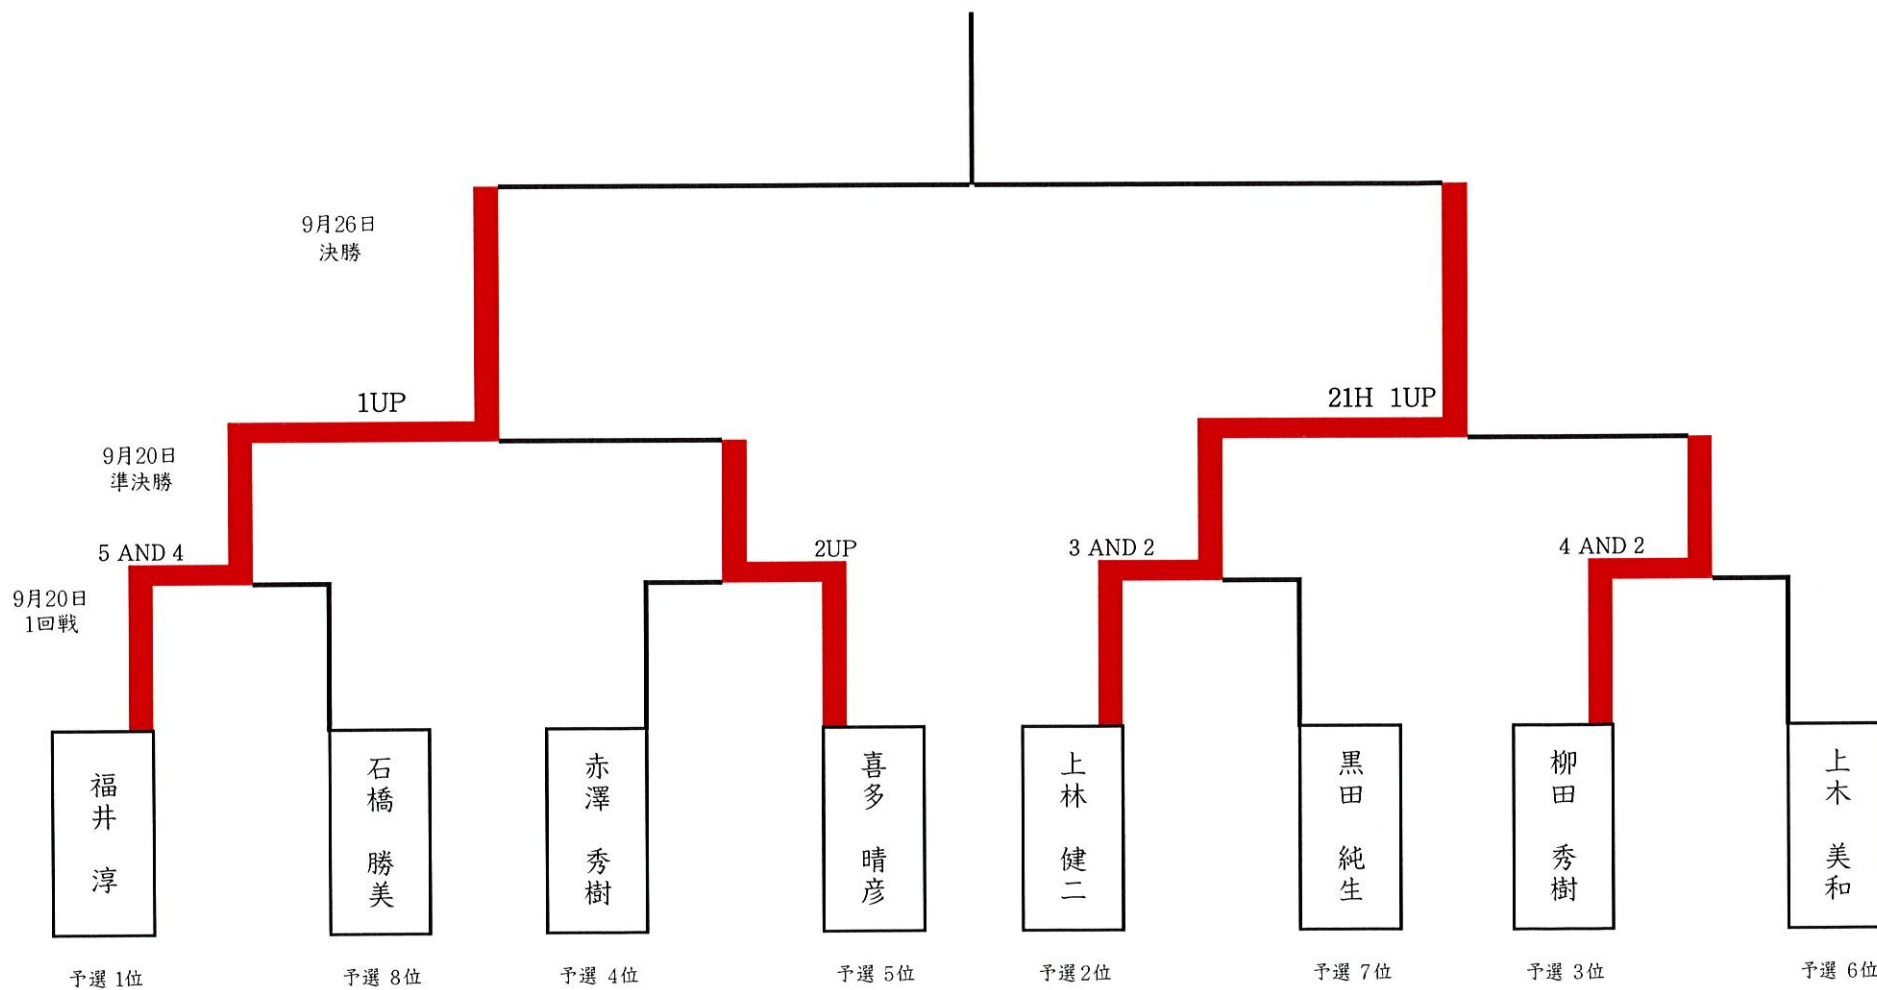 9月26日
決勝
1UP
21H 1UP
9月20日
準決勝
5 AND 4
2UP
3 AND 2
4 AND 2
9月20日
1回戦
福井 淳
石橋 勝美
赤澤 秀樹
喜多 晴彦
上林 健二
黒田 純生
柳田 秀樹
上木 美和
予選 1位
予選 8位
予選 4位
予選 5位
予選 2位
予選 7位
予選 3位
予選 6位